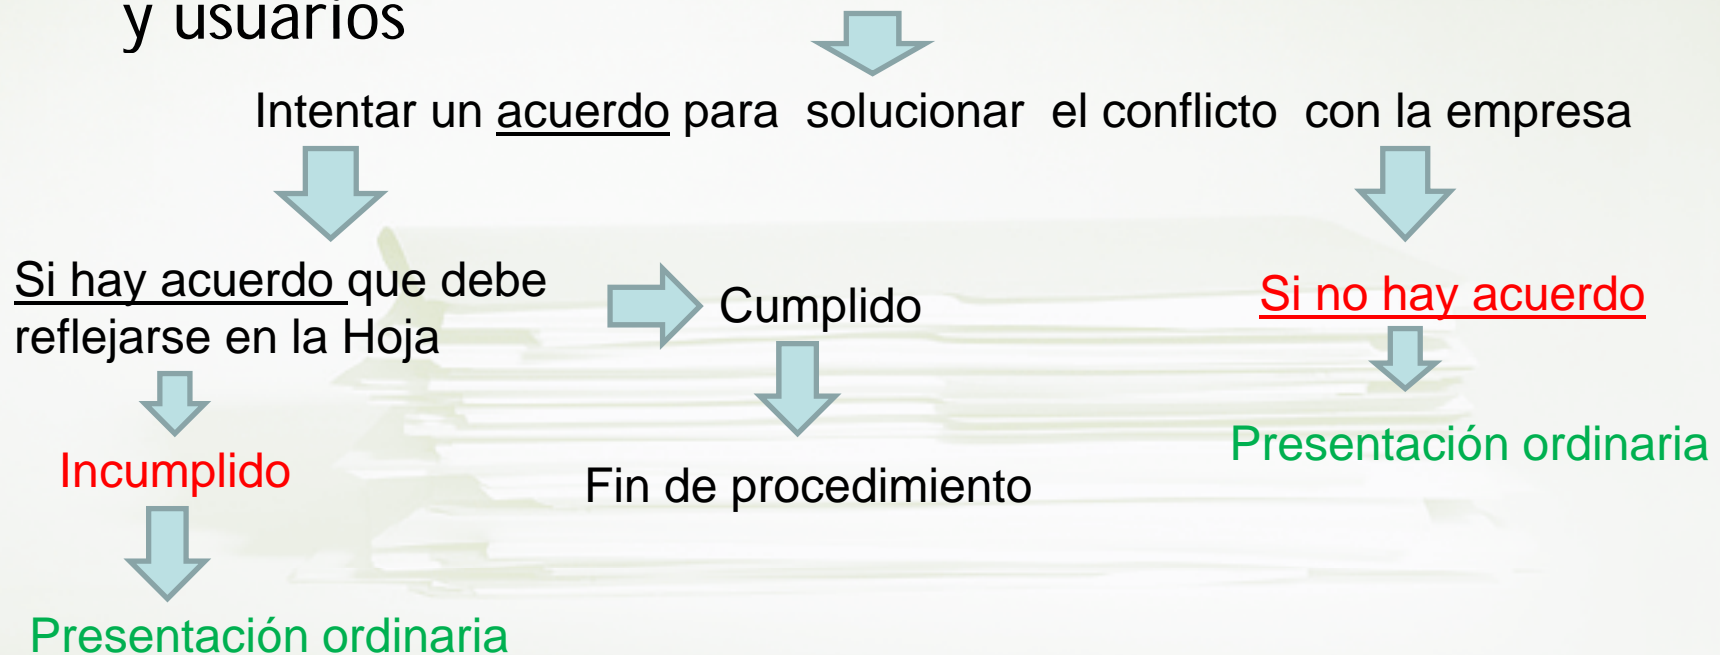 y usuarios
Intentar un acuerdo para solucionar el conflicto con la empresa
Si hay acuerdo que debe
reflejarse en la Hoja
Cumplido
Si no hay acuerdo
Incumplido
Fin de procedimiento
Presentación ordinaria
Presentación ordinaria